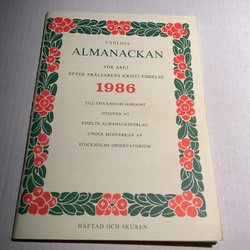 VANLIGA
ALMANACKAN
FÖR ÅRET
EFTER FRÄLSARENS KRISTI FÖDELSE
1986
TILL STOCKHOLMS HORISONT
UTGIVEN AV
ESSELTE ALMANACKSFÖRLAG
UNDER MEDVERKAN AV
STOCKHOLMS OBSERVATORIUM
HÄFTAD OCH SKUREN